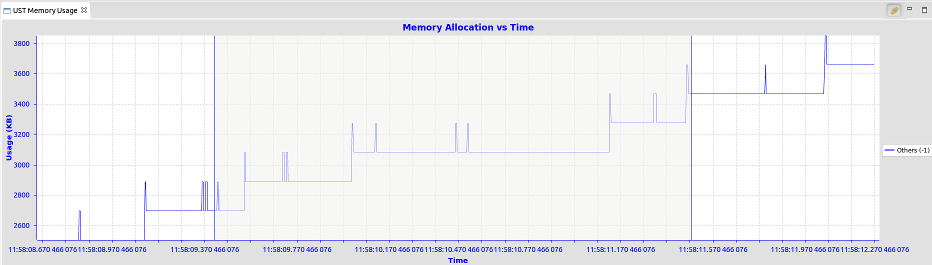 UST Memory Usage
Memory Allocation vs Time
3800
3600
3400
3200
3000
2800
2600
Usage (KB)
Others (-1)
11:58:08.670 466 076 11:58:08.970 466 076 11:58:09.370 466 076 11:58:09.770 466 076 11:58:10.170 466 076 11:58:10.470 466 076 11:58:10.770 466 076 11:58:11.170 466 076 11:58:11.570 466 076 11:58:11.970 466 076 11:58:12.270 466 076
Time